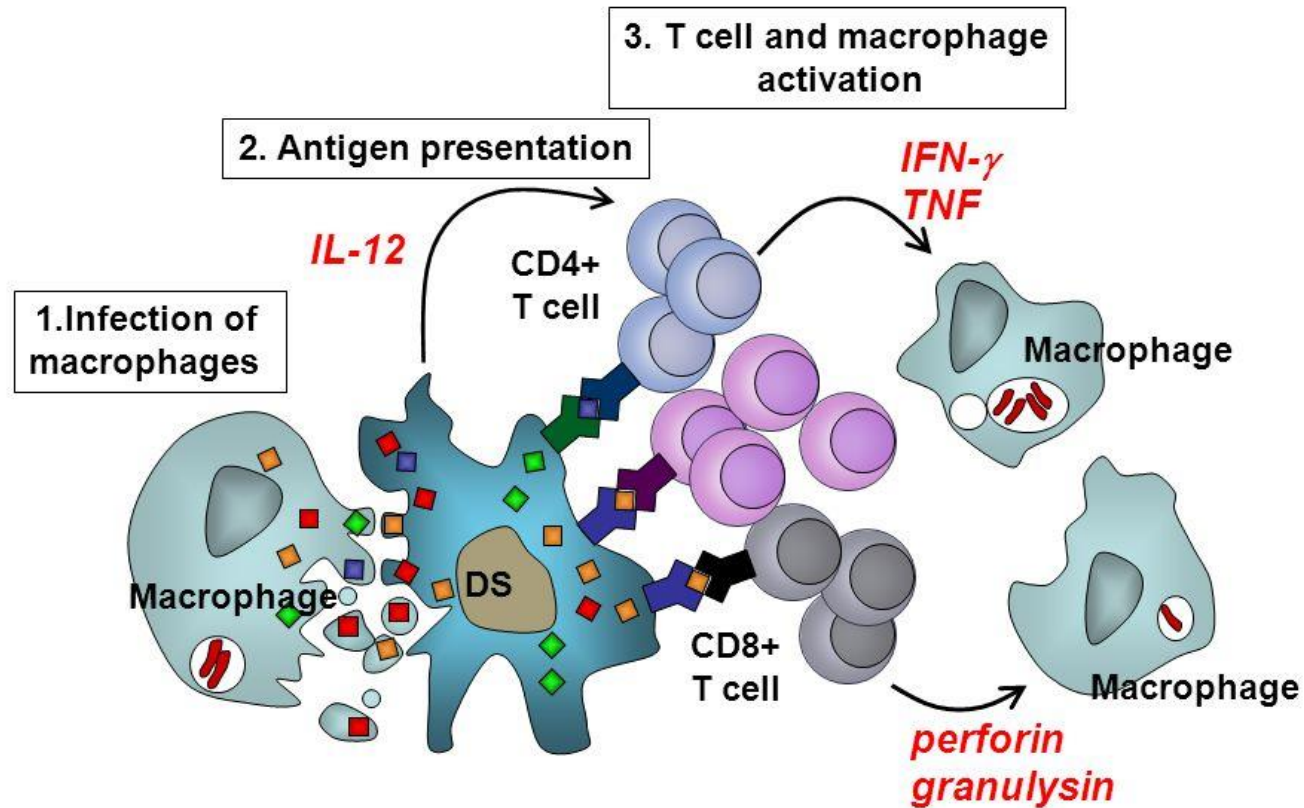 3. T cell and macrophage
activation
2. Antigen presentation
IFN-γ
TNF
IL-12
CD4+
T cell
1.Infection of
macrophages
Macrophage
Macrophage
DS
CD8+
T cell
Macrophage
perforin
granulysin